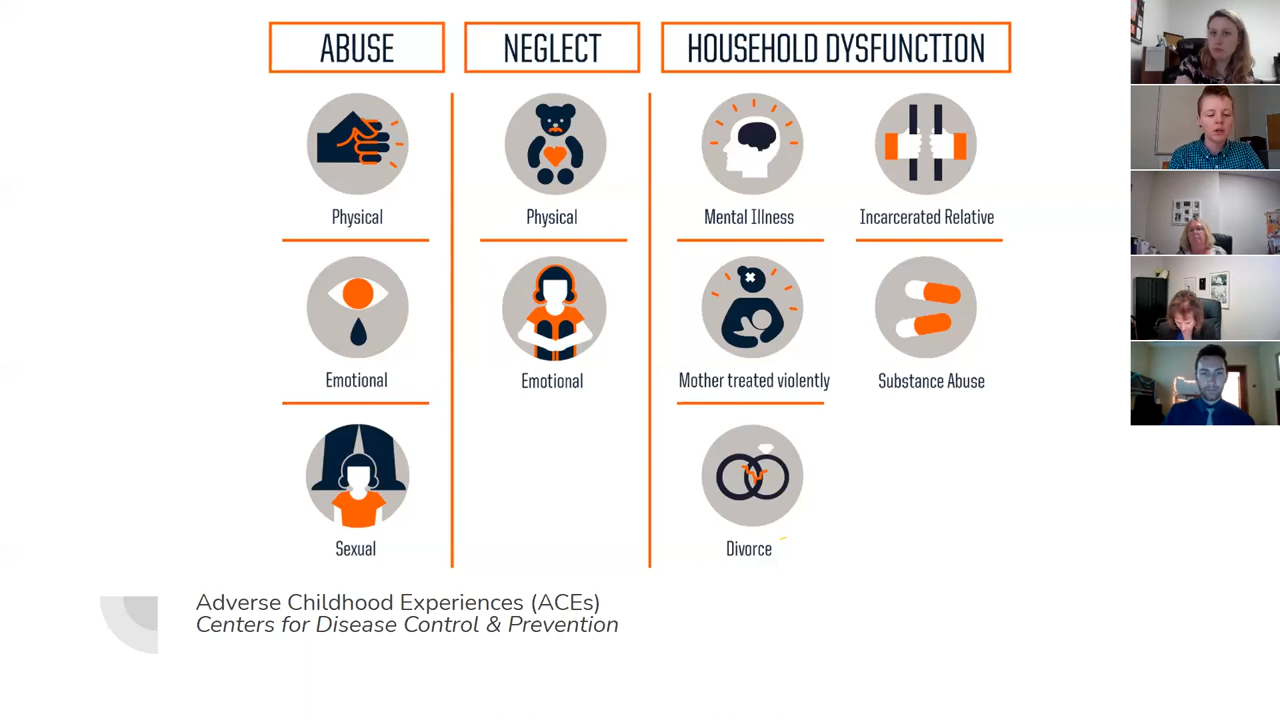 ABUSE
NEGLECT
HOUSEHOLD DYSFUNCTION
Physical
Physical
Mental Illness
Incarcerated Relative
Emotional
Emotional
Mother treated violently
Substance Abuse
Sexual
Divorce
Adverse Childhood Experiences (ACEs)
Centers for Disease Control & Prevention